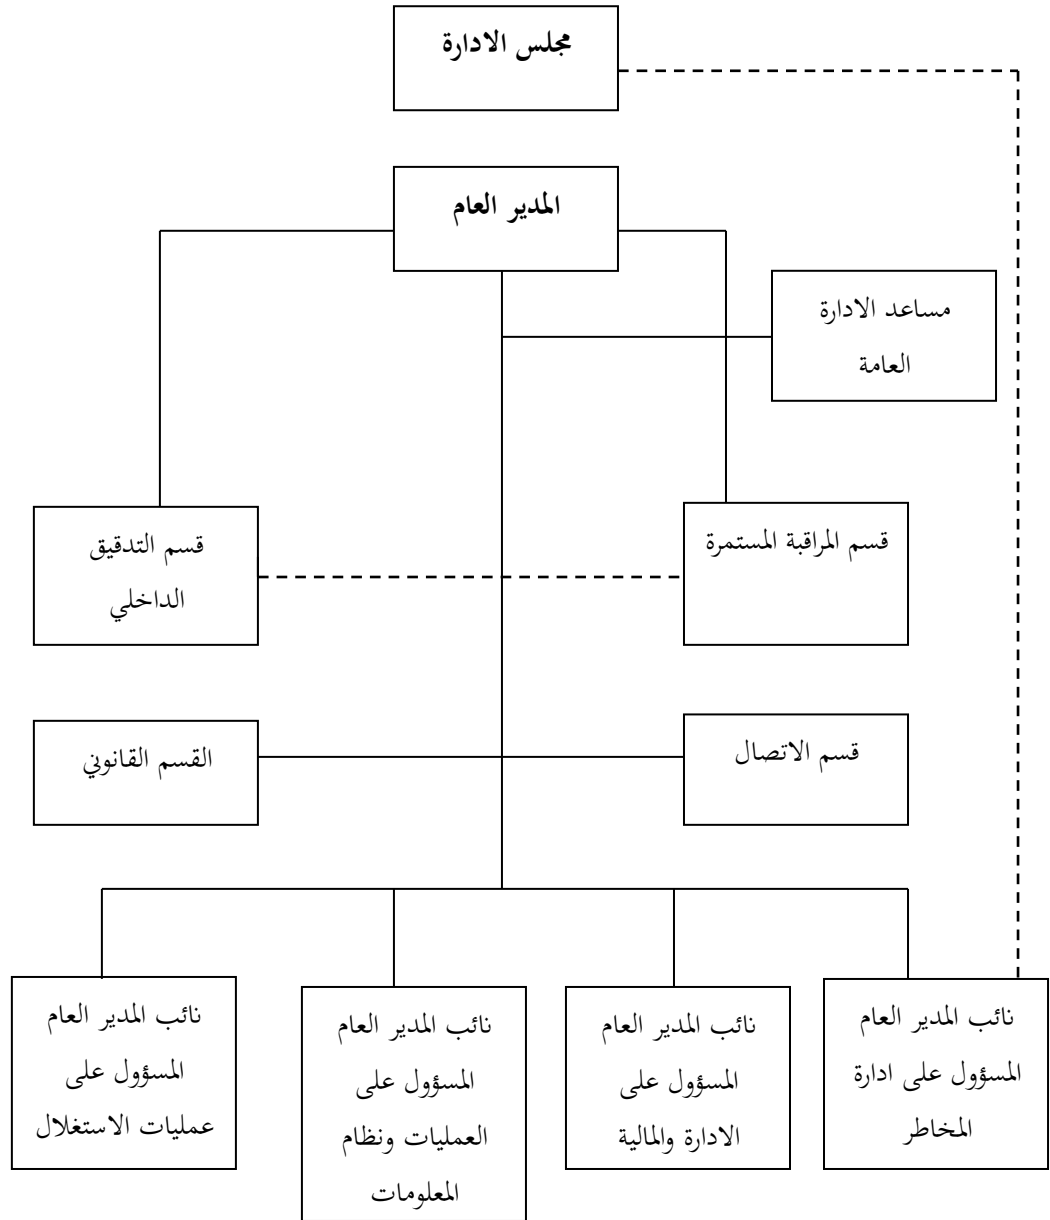 مجلس الادارة
المدير العام
مساعد الادارة
العامة
قسم المراقبة المستمرة
قسم التدقيق
الداخلي
قسم الاتصال
القسم القانوني
نائب المدير العام
المسؤول على ادارة
المخاطر
نائب المدير العام
المسؤول على
الادارة والمالية
نائب المدير العام
المسؤول على
العمليات ونظام
المعلومات
نائب المدير العام
المسؤول على
عمليات الاستغلال